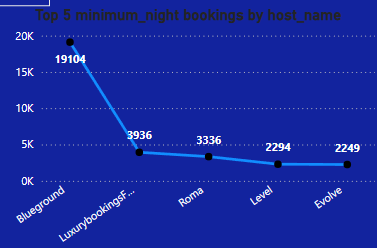 Top 5 minimum_night bookings by host_name
20K
15K
10K
5K
0K
19104
3936
3336
2294
2249
Blueground
LuxurybookingsF...
Roma
Level
Evolve